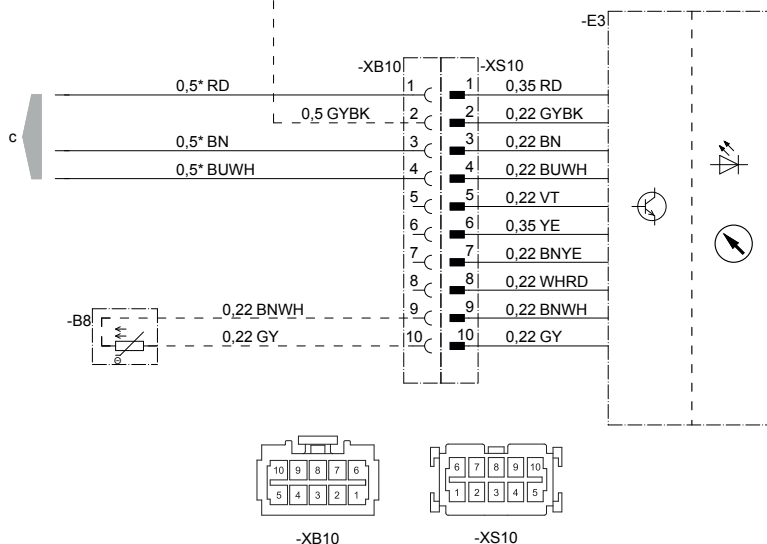 -E3
-XB10 -XS10
0,5* RD 1 1 0,35 RD
0,5 GYBK 2 2 0,22 GYBK
c
0,5* BN 3 3 0,22 BN
0,5* BUWH 4 4 0,22 BUWH
5 5 0,22 VT
6 6 0,35 YE
7 7 0,22 BNYE
8 8 0,22 WHRD
-B8 0,22 BNWH 9 9 0,22 BNWH
0,22 GY 10 10 0,22 GY
Θ
10 9 8 7 6
5 4 3 2 1
6 7 8 9 10
1 2 3 4 5
-XB10 -XS10